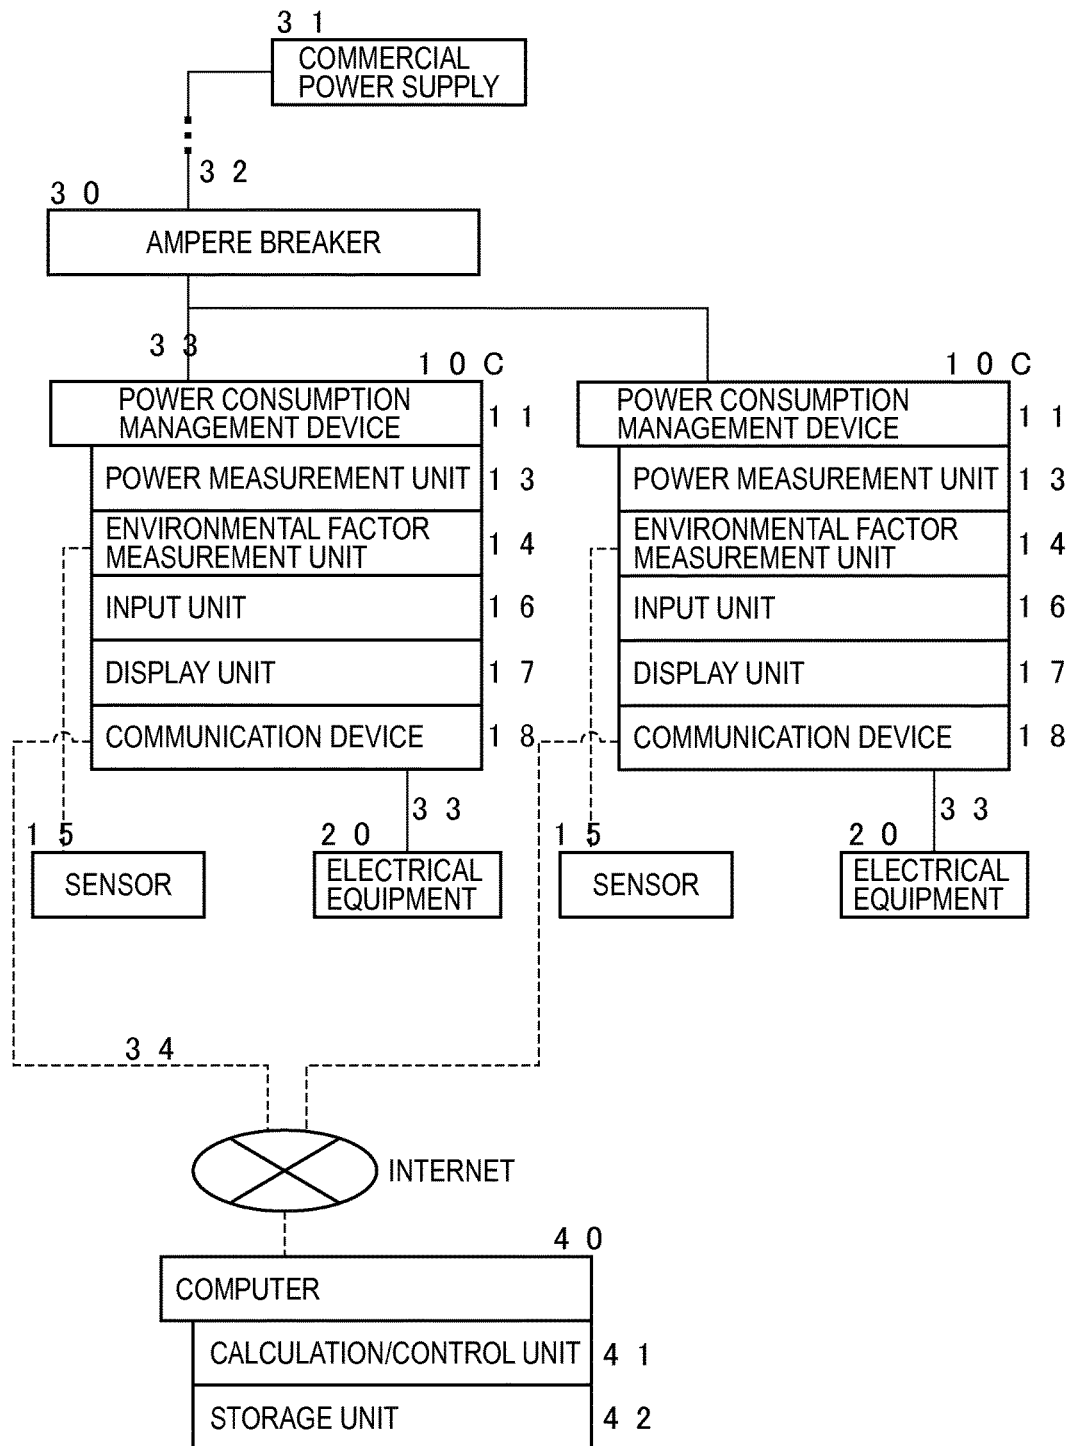 3 1
COMMERCIAL
POWER SUPPLY
3 2
3 0
AMPERE BREAKER
3 3
1 0 C
POWER CONSUMPTION
MANAGEMENT DEVICE
1 1
POWER MEASUREMENT UNIT
1 3
ENVIRONMENTAL FACTOR
MEASUREMENT UNIT
1 4
INPUT UNIT
1 6
DISPLAY UNIT
1 7
COMMUNICATION DEVICE
1 8
3 3
1 5
SENSOR
2 0
ELECTRICAL
EQUIPMENT
1 0 C
POWER CONSUMPTION
MANAGEMENT DEVICE
1 1
POWER MEASUREMENT UNIT
1 3
ENVIRONMENTAL FACTOR
MEASUREMENT UNIT
1 4
INPUT UNIT
1 6
DISPLAY UNIT
1 7
COMMUNICATION DEVICE
1 8
3 3
1 5
SENSOR
2 0
ELECTRICAL
EQUIPMENT
3 4
INTERNET
4 0
COMPUTER
CALCULATION/CONTROL UNIT
4 1
STORAGE UNIT
4 2